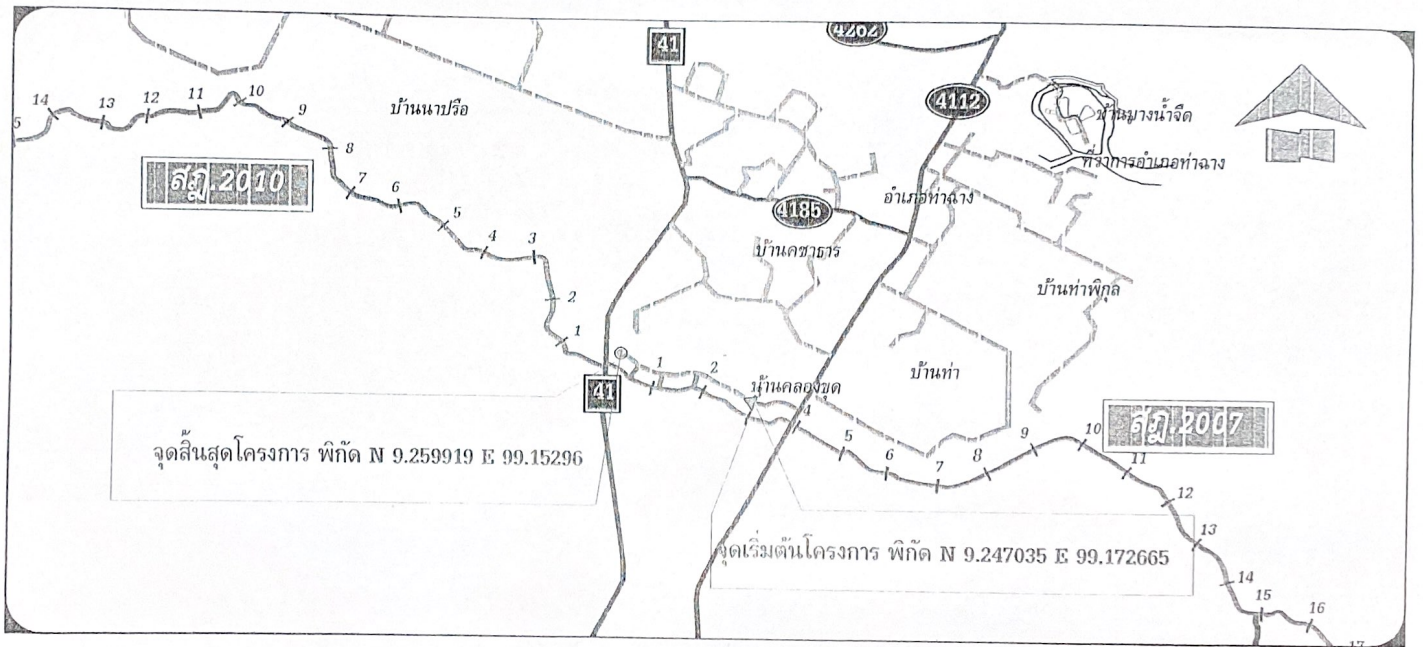 4262
41
14 13 12 11 10 9
บ้านนาปรือ
4112
บ้านบางน้ำจืด
ที่ว่าการอำเภอท่าฉาง
5
8
สฎ.2010
7 6
5
4 3
2
1
4185
อำเภอท่าฉาง
บ้านคชาธาร
บ้านท่าพิกุล
1 2
บ้านท่า
บ้านคลองขุด
41
4
สฎ.2007
5 6 7 8 9 10 11 12 13 14 15 16 17
จุดสิ้นสุดโครงการ พิกัด N 9.259919 E 99.15296
จุดเริ่มต้นโครงการ พิกัด N 9.247035 E 99.172665